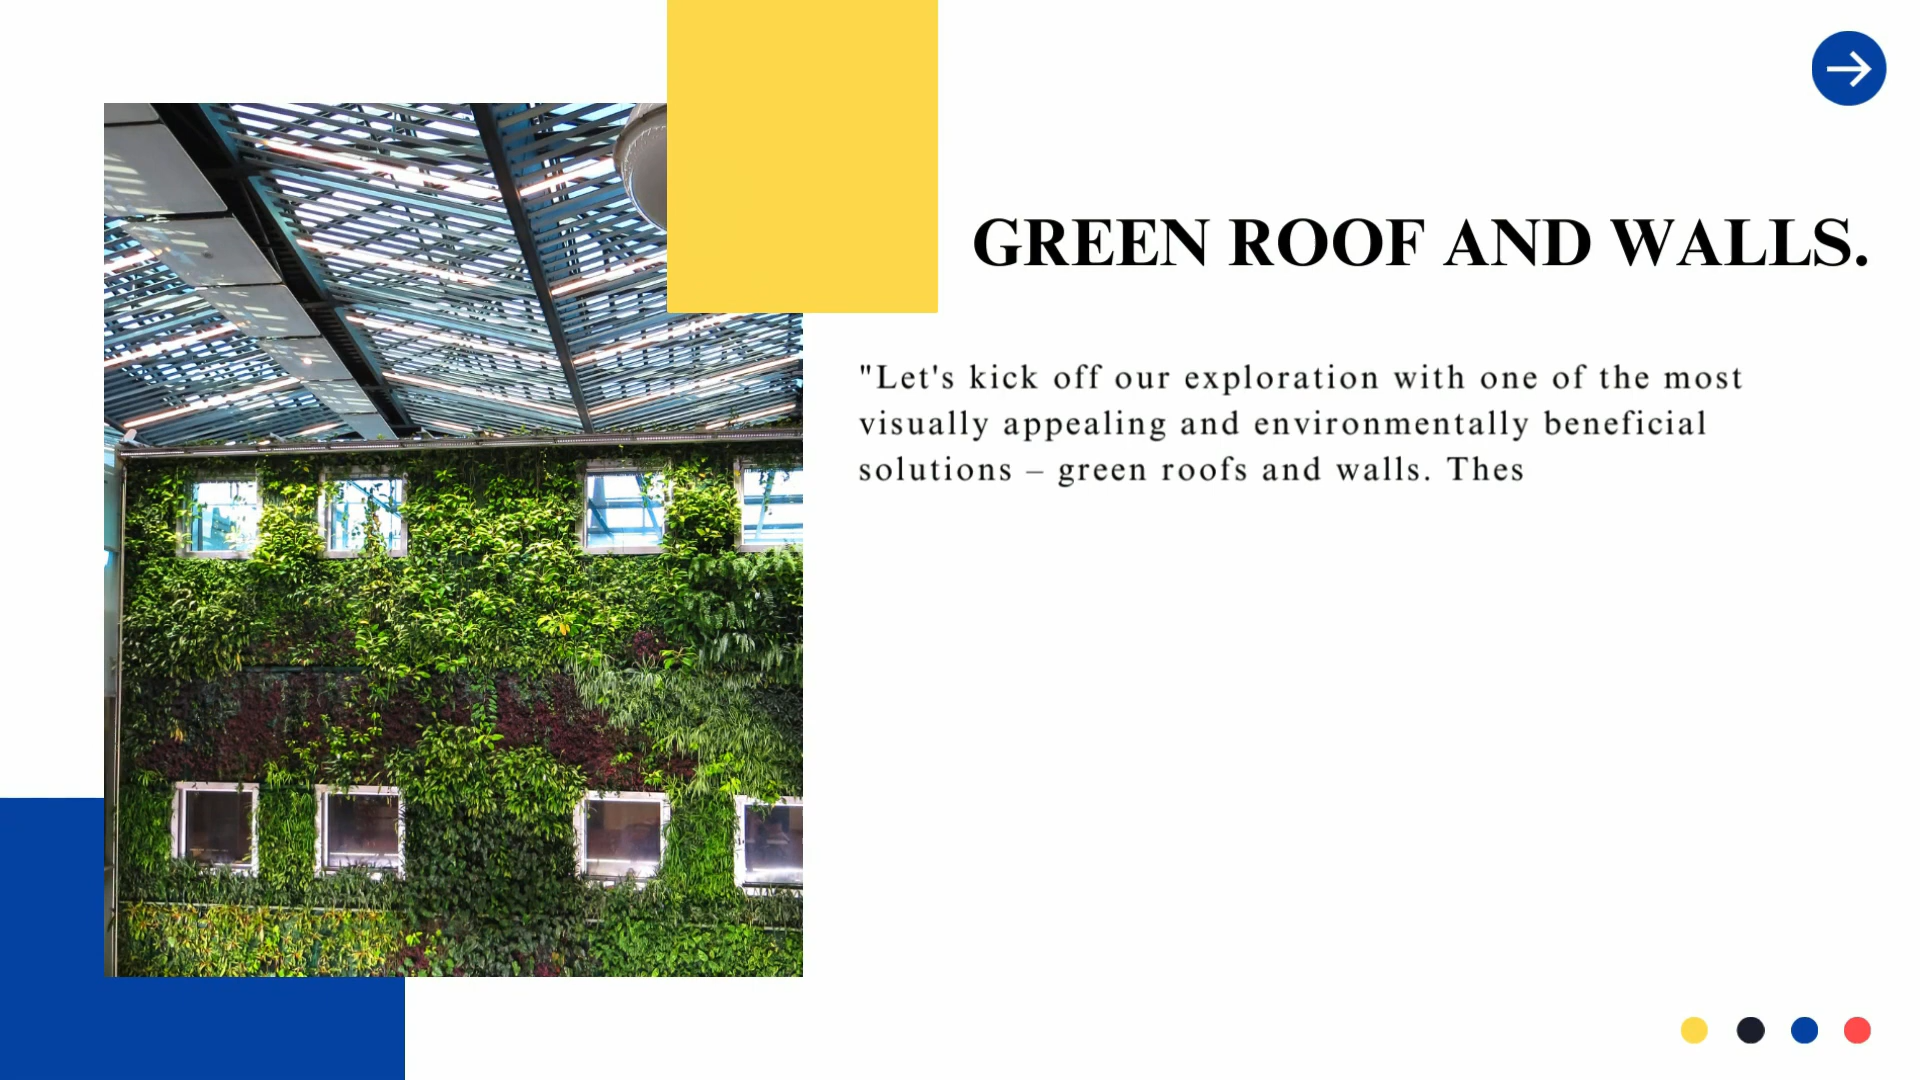 GREEN ROOF AND WALLS.
"Let's kick off our exploration with one of the most
visually appealing and environmentally beneficial
solutions – green roofs and walls. Thes